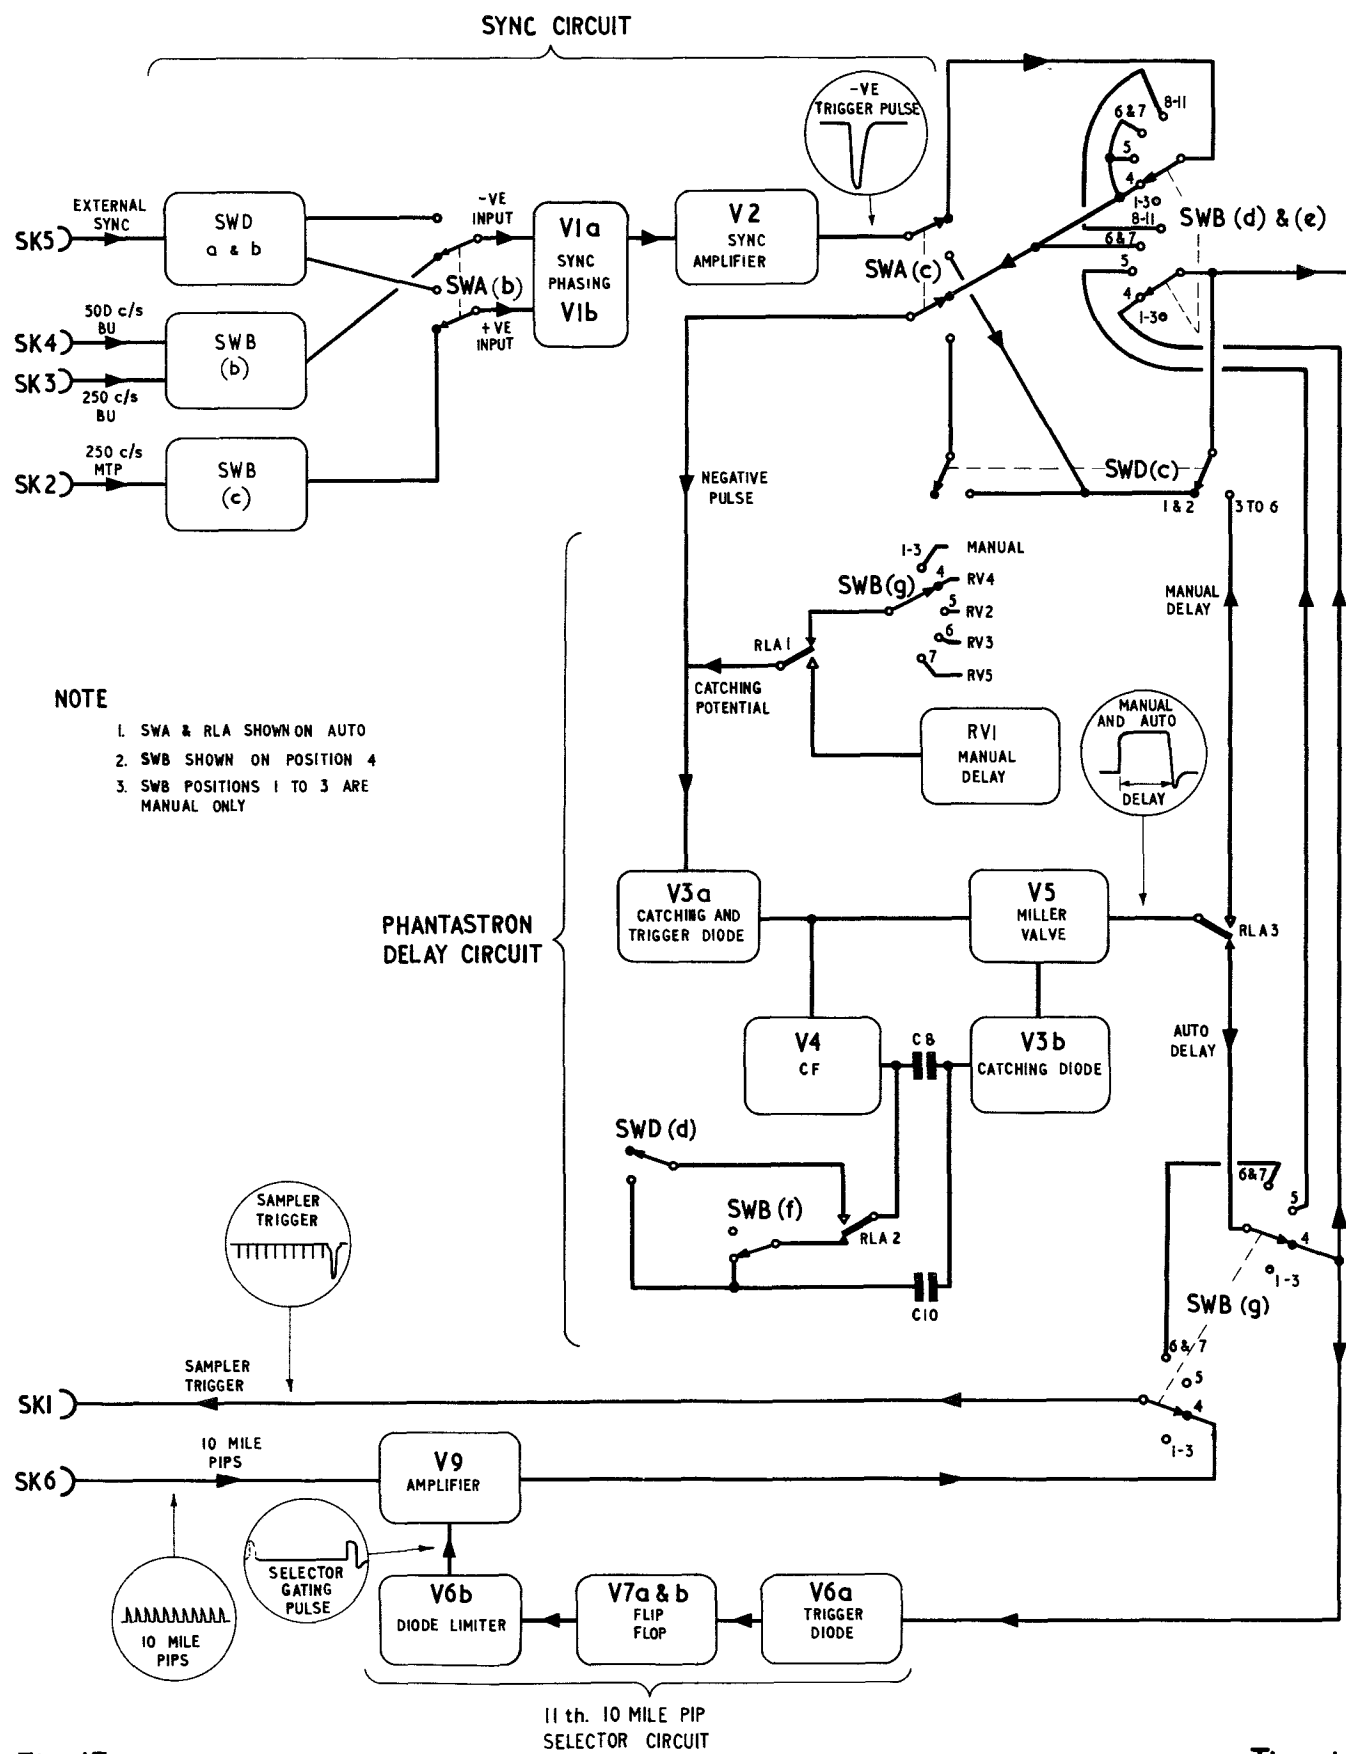 SYNC CIRCUIT
-VE
TRIGGER PULSE
8-11
6 & 7
5
4
1-3
8-11
6 & 7
5
4
1-3
SWB (d) & (e)
EXTERNAL
SYNC
SK5
SWD
a & b
-VE
INPUT
V1a
SYNC
PHASING
V1b
V2
SYNC
AMPLIFIER
SWA (b)
SWA (c)
+VE
INPUT
50D c/s
BU
SK4
SK3
250 c/s
BU
SWB
(b)
250 c/s
MTP
SK2
SWB
(c)
NEGATIVE
PULSE
SWD (c)
1 & 2
3 TO 6
1-3
MANUAL
SWB (g)
4
RV4
5
RV2
6
RV3
7
RV5
RLA 1
CATCHING
POTENTIAL
MANUAL
DELAY
NOTE
1. SWA & RLA SHOWN ON AUTO
2. SWB SHOWN ON POSITION 4
3. SWB POSITIONS 1 TO 3 ARE
MANUAL ONLY
RV1
MANUAL
DELAY
MANUAL
AND AUTO
DELAY
PHANTASTRON
DELAY CIRCUIT
V3a
CATCHING AND
TRIGGER DIODE
V5
MILLER
VALVE
RLA 3
V4
CF
C 8
V3b
CATCHING DIODE
AUTO
DELAY
SWD (d)
SWB (f)
RLA 2
C10
6 & 7
5
4
1-3
SWB (g)
6 & 7
5
4
1-3
SAMPLER
TRIGGER
SAMPLER
TRIGGER
SK1
10 MILE
PIPS
SK6
V9
AMPLIFIER
SELECTOR
GATING
PULSE
10 MILE
PIPS
V6b
DIODE LIMITER
V7a & b
FLIP
FLOP
V6a
TRIGGER
DIODE
11 th. 10 MILE PIP
SELECTOR CIRCUIT